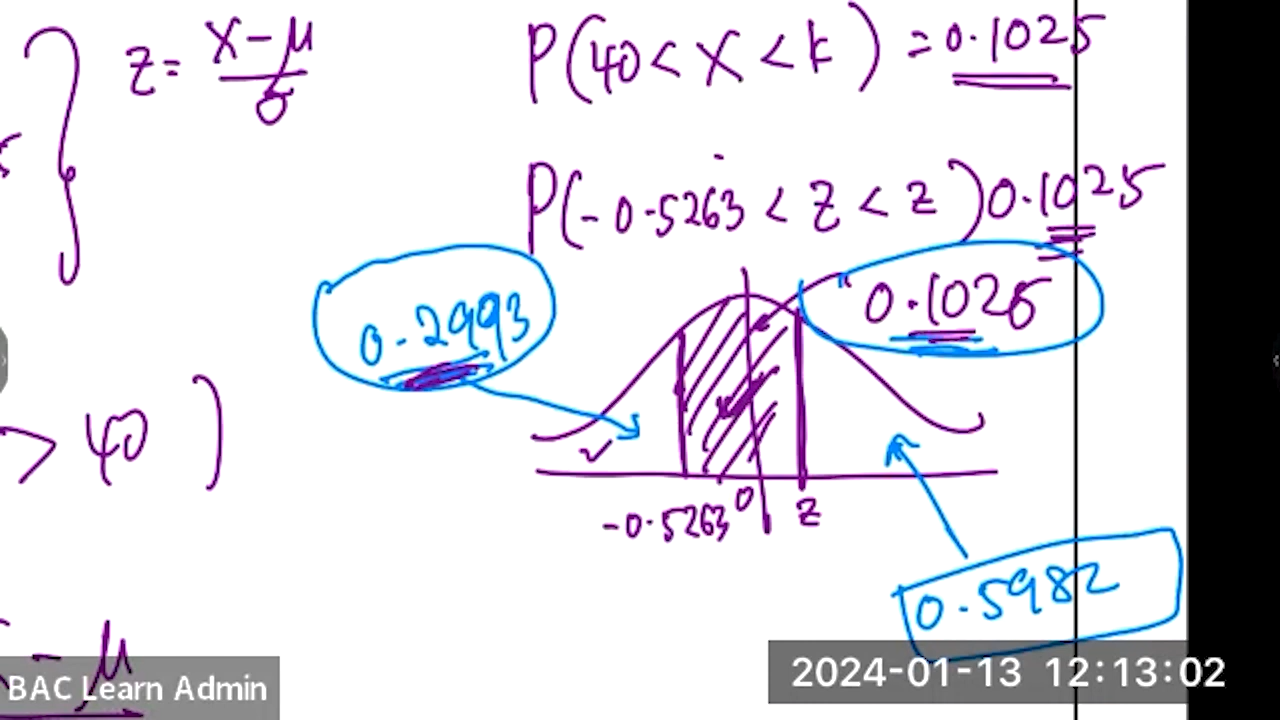 z = x - μ / σ
P(40 < X < k) = 0.1025
P(-0.5263 < Z < z) 0.1025
0.2993
0.1025
> 40 )
-0.5263 0 z
0.5982
- μ
BAC Learn Admin
2024-01-13 12:13:02